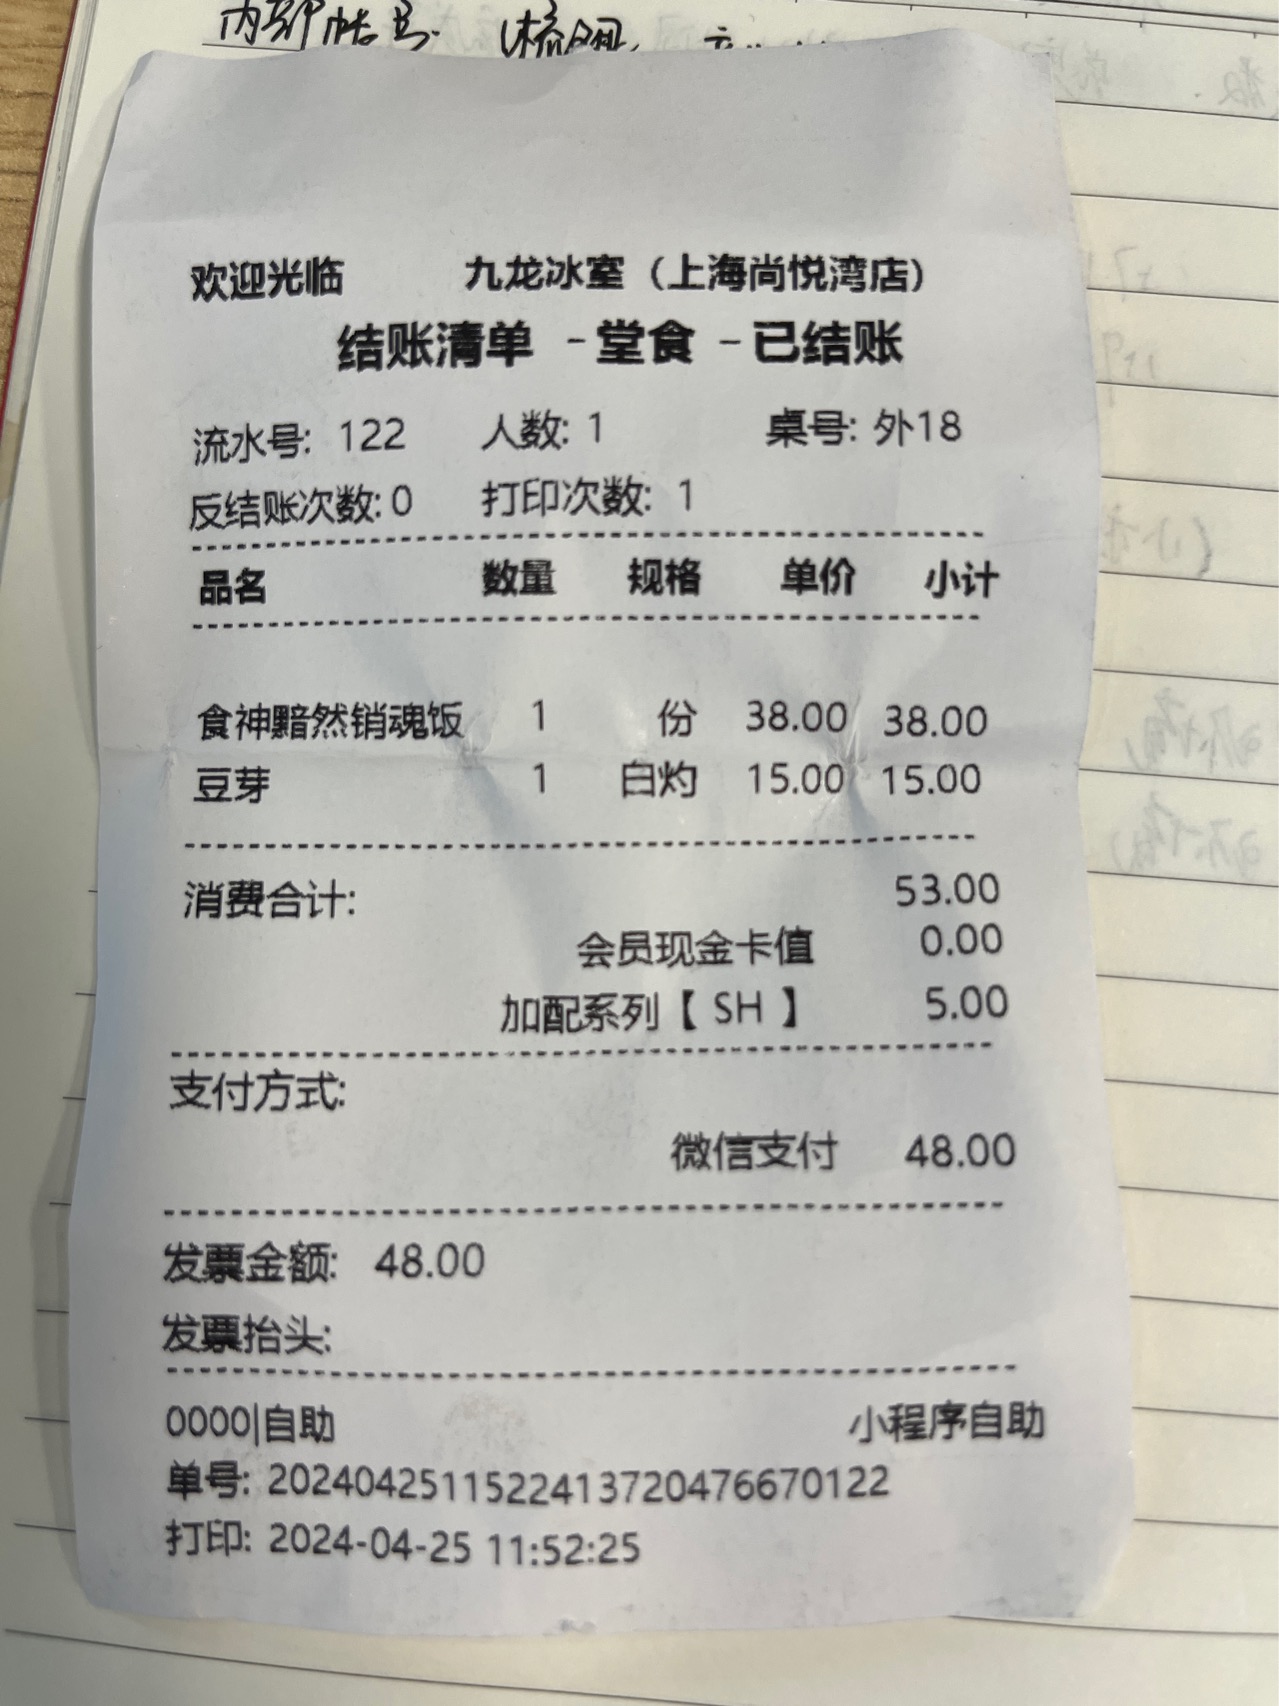 内部帐号
欢迎光临 九龙冰室（上海尚悦湾店）
结账清单 -堂食 -已结账
流水号: 122 人数: 1 桌号: 外18
反结账次数: 0 打印次数: 1
品名 数量 规格 单价 小计
食神黯然销魂饭 1 份 38.00 38.00
豆芽 1 白灼 15.00 15.00
消费合计: 53.00
会员现金卡值 0.00
加配系列【 SH 】 5.00
支付方式:
微信支付 48.00
发票金额: 48.00
发票抬头:
0000|自助 小程序自助
单号: 2024042511522413720476670122
打印: 2024-04-25 11:52:25